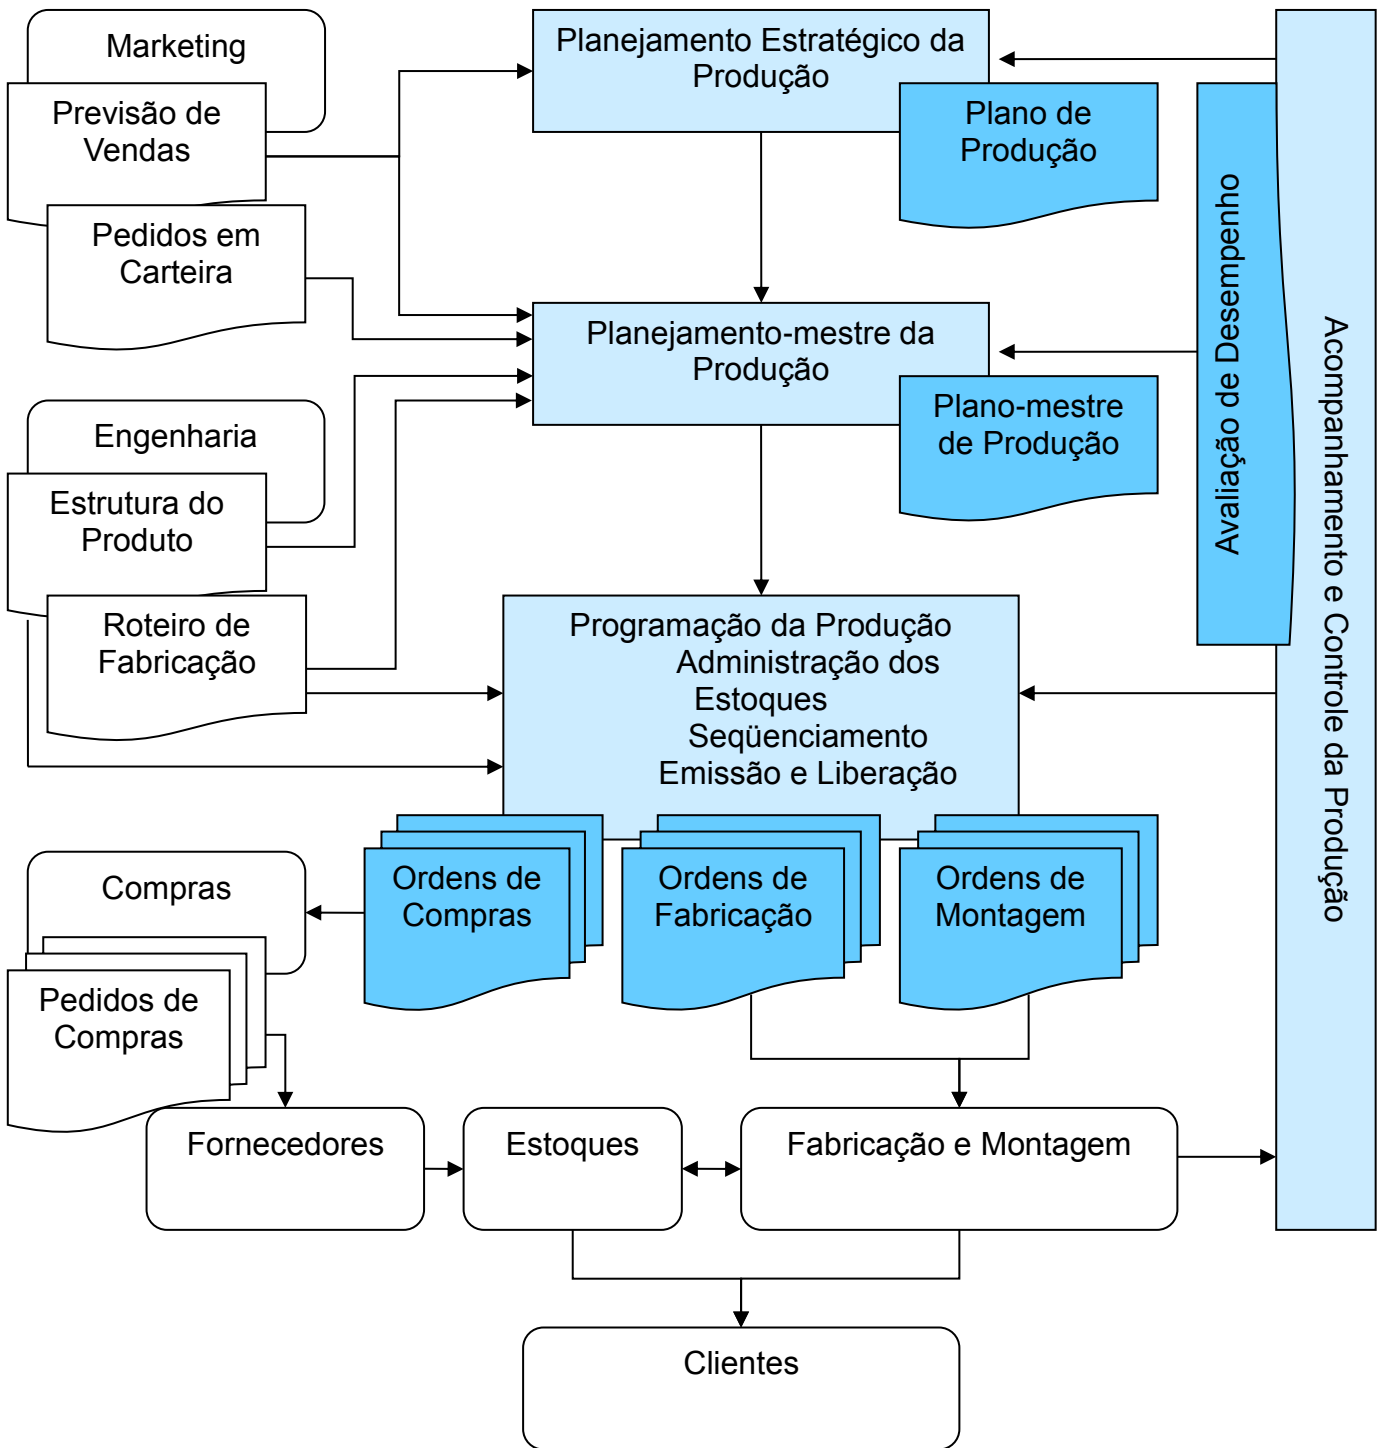 Marketing
Previsão de
Vendas
Pedidos em
Carteira
Planejamento Estratégico da
Produção
Plano de
Produção
Planejamento-mestre da
Produção
Plano-mestre
de Produção
Avaliação de Desempenho
Acompanhamento e Controle da Produção
Engenharia
Estrutura do
Produto
Roteiro de
Fabricação
Programação da Produção
Administração dos
Estoques
Seqüenciamento
Emissão e Liberação
Compras
Pedidos de
Compras
Ordens de
Compras
Ordens de
Fabricação
Ordens de
Montagem
Fornecedores
Estoques
Fabricação e Montagem
Clientes